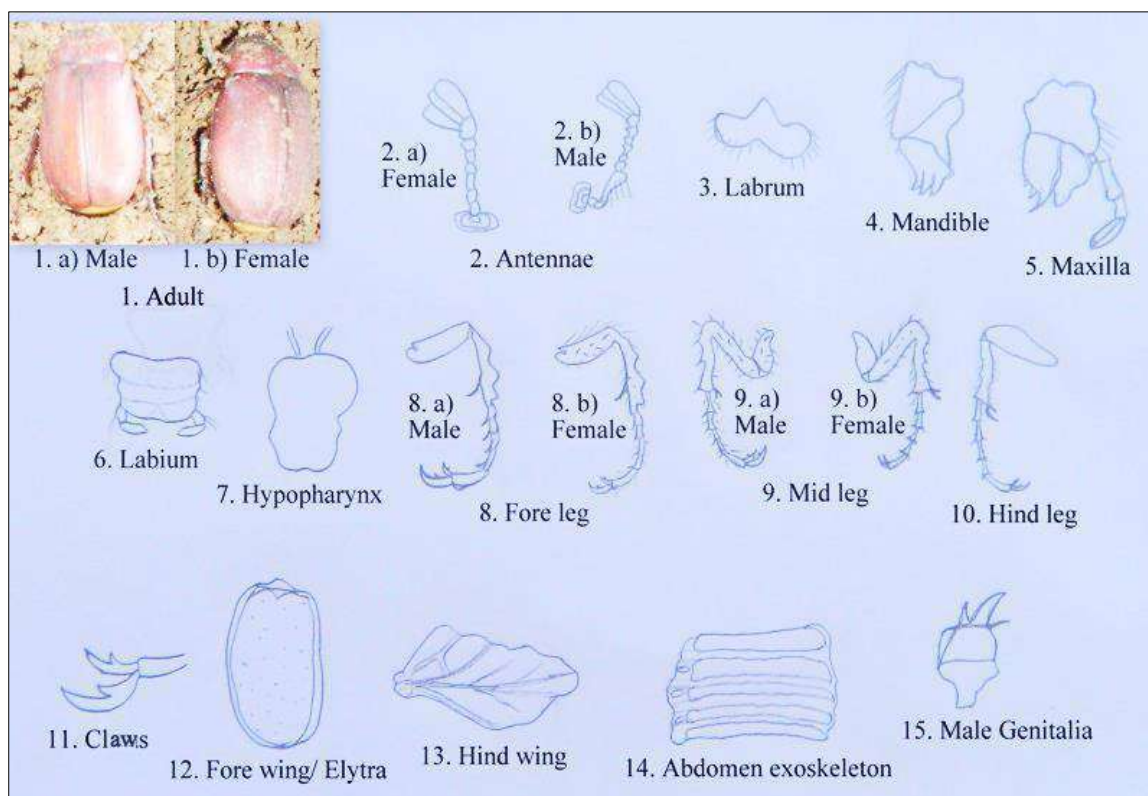 2. a)
Female
2. b)
Male
3. Labrum
4. Mandible
1. a) Male
1. b) Female
2. Antennae
5. Maxilla
1. Adult
8. a)
Male
8. b)
Female
9. a)
Male
9. b)
Female
6. Labium
7. Hypopharynx
8. Fore leg
9. Mid leg
10. Hind leg
11. Claws
12. Fore wing/ Elytra
13. Hind wing
14. Abdomen exoskeleton
15. Male Genitalia